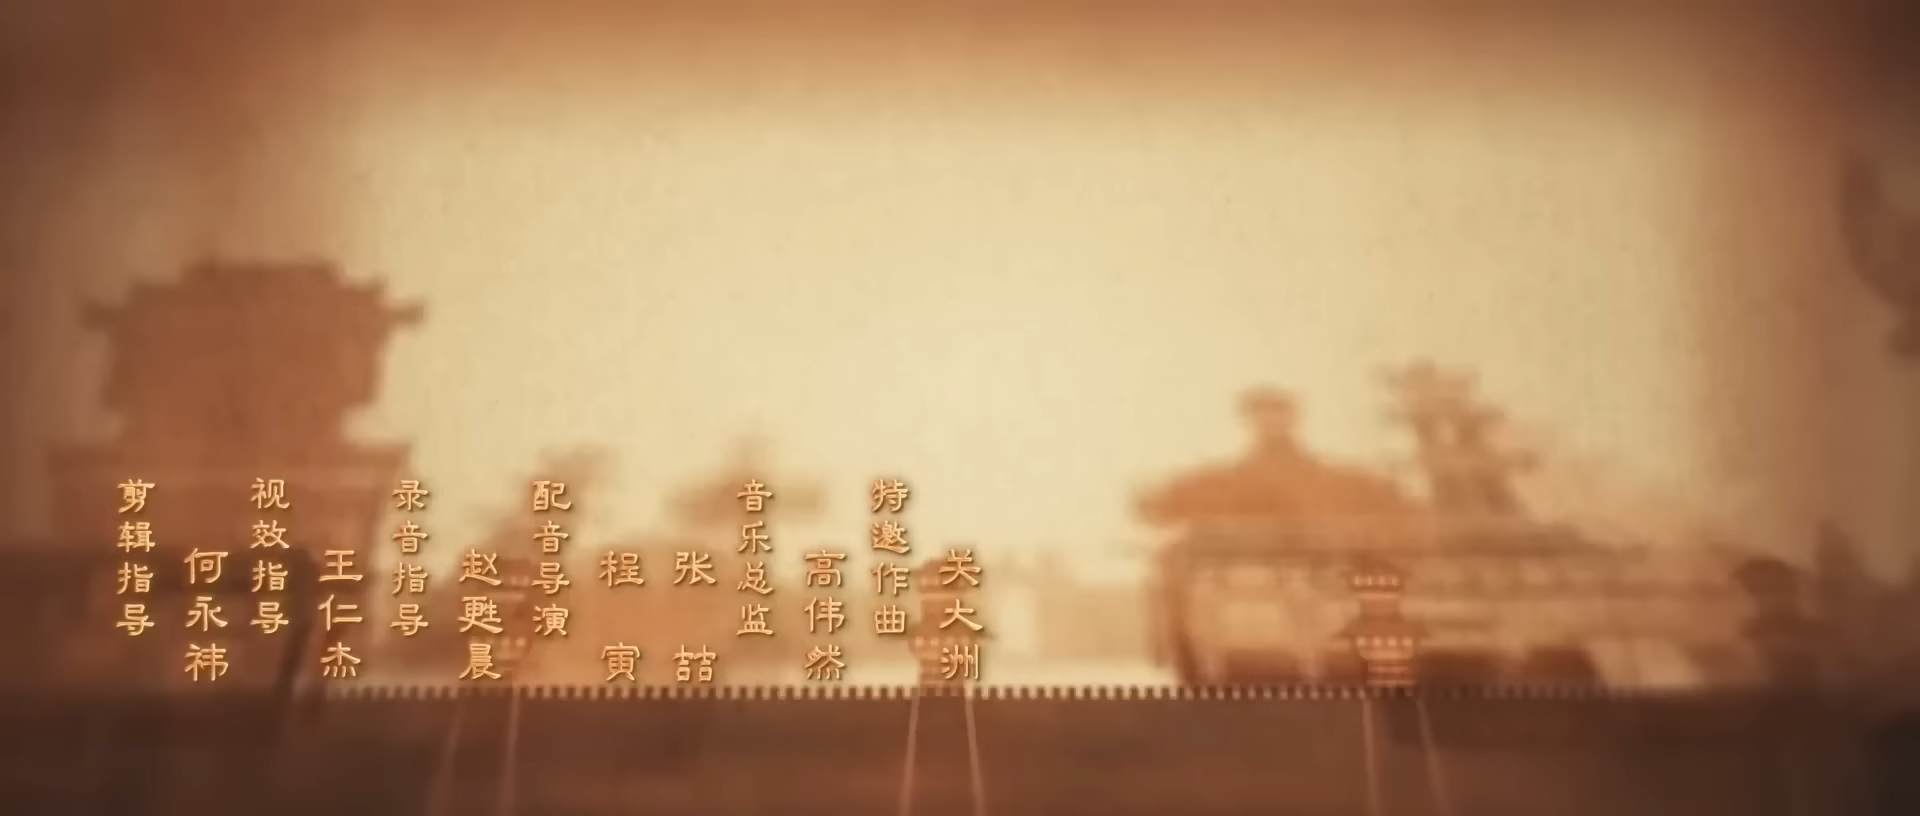 剪辑指导
何永祎
视效指导
王仁杰
录音指导
赵甦晨
配音导演
程寅
张喆
音乐总监
高伟然
特邀作曲
关大洲